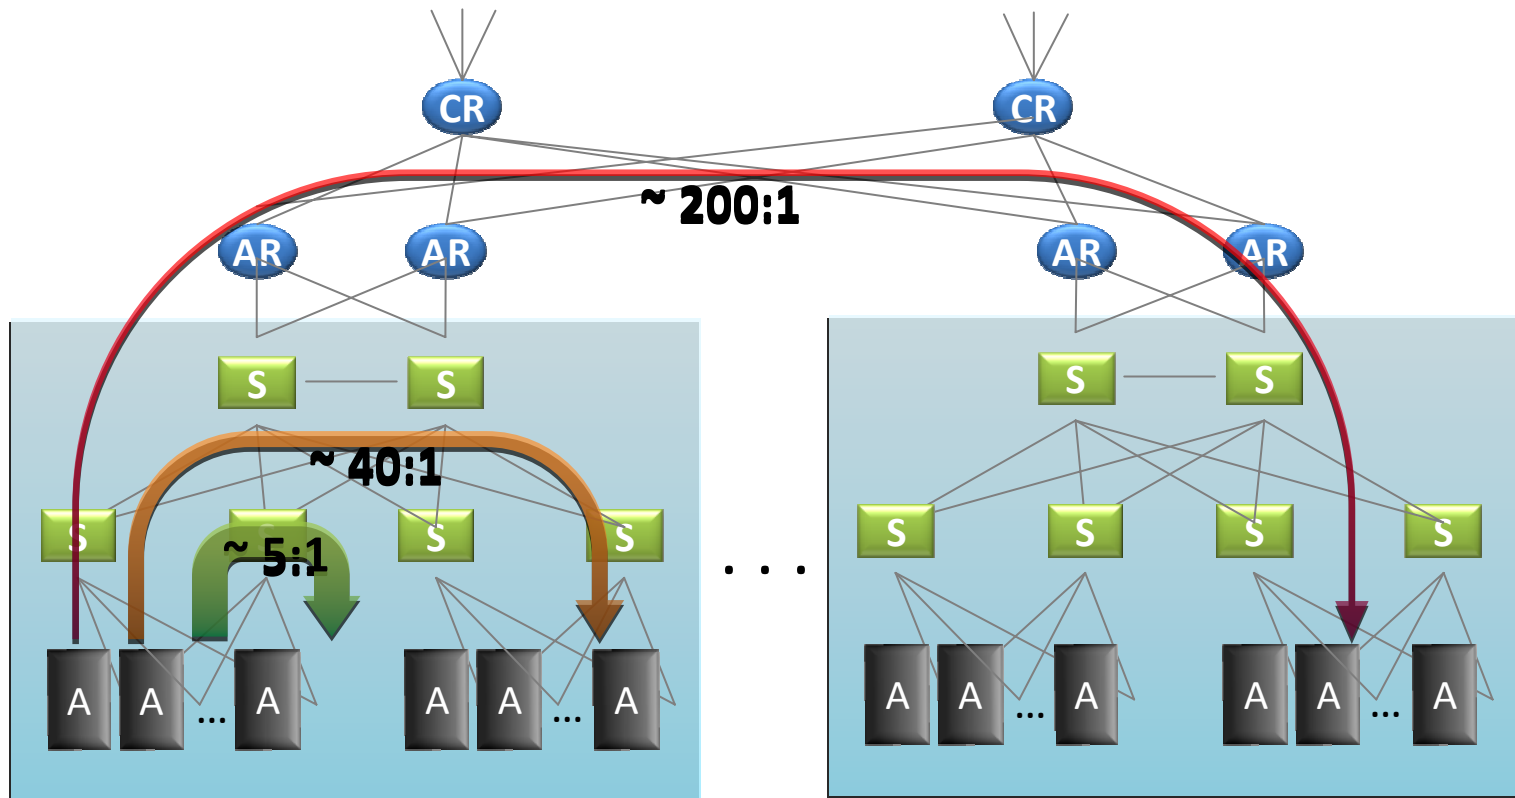 CR CR
~ 200:1
AR AR AR AR
S S S S
~ 40:1
S S S S S S S S
~ 5:1
. . .
A A ... A A A ... A A A ... A A A ... A